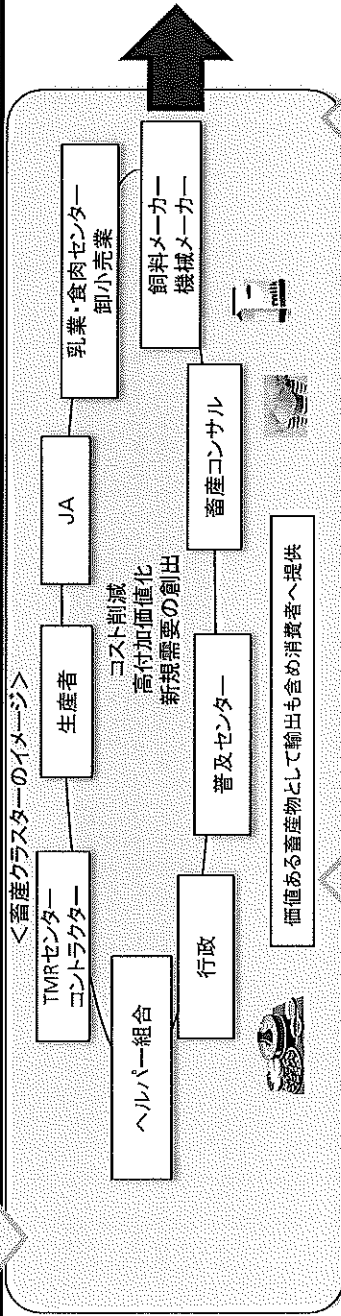 <畜産クラスターのイメージ>
TMRセンター
コントラクター
生産者
JA
乳業・食肉センター
卸小売業
ヘルパー組合
コスト削減
高付加価値化
新規需要の創出
飼料メーカー
機械メーカー
行政
普及センター
畜産コンサル
価値ある畜産物として輸出も含め消費者へ提供